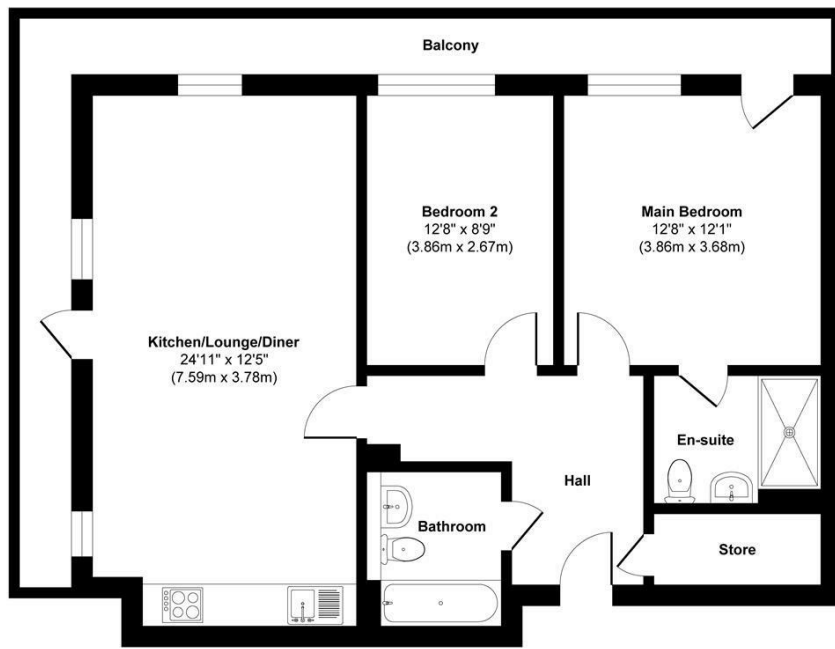 Balcony
Bedroom 2
12'8" x 8'9"
(3.86m x 2.67m)
Main Bedroom
12'8" x 12'1"
(3.86m x 3.68m)
Kitchen/Lounge/Diner
24'11" x 12'5"
(7.59m x 3.78m)
En-suite
Hall
Bathroom
Store